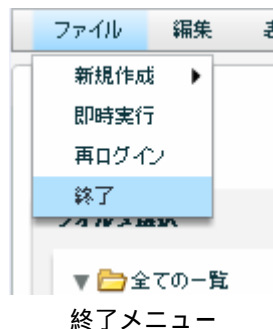 ファイル 編集
新規作成 ▶
即時実行
再ログイン
終了
▼ 全ての一覧
終了メニュー